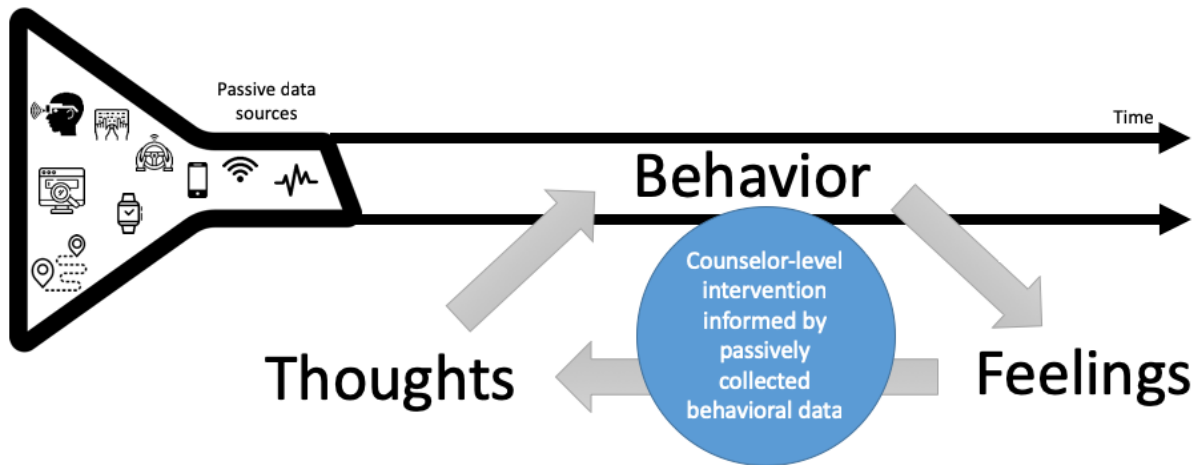 Passive data
sources
Time
Behavior
Counselor-level
intervention
informed by
passively
collected
behavioral data
Thoughts
Feelings